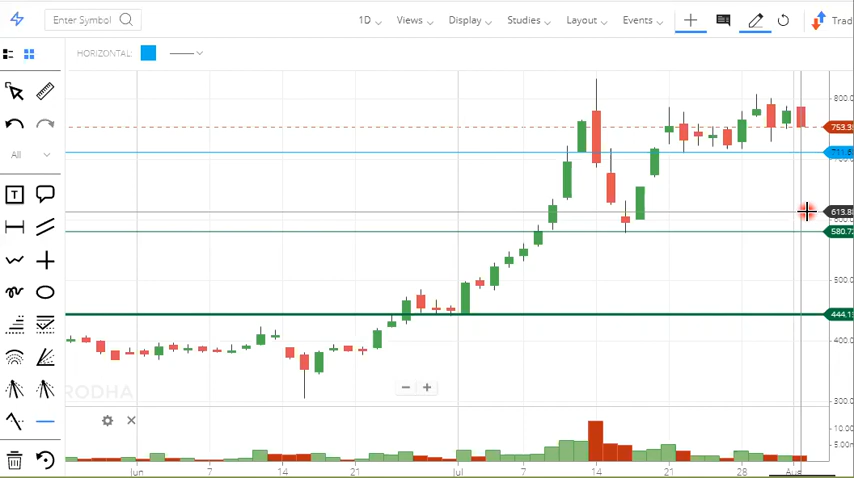 Enter Symbol
1D
Views
Display
Studies
Layout
Events
Trad
HORIZONTAL:
All
T
800.0
753.3
613.8
580.7
500.0
444.1
400.0
300.0
RODHA
10.00
5.00
Jun
7
14
21
Jul
7
14
21
28
Aug